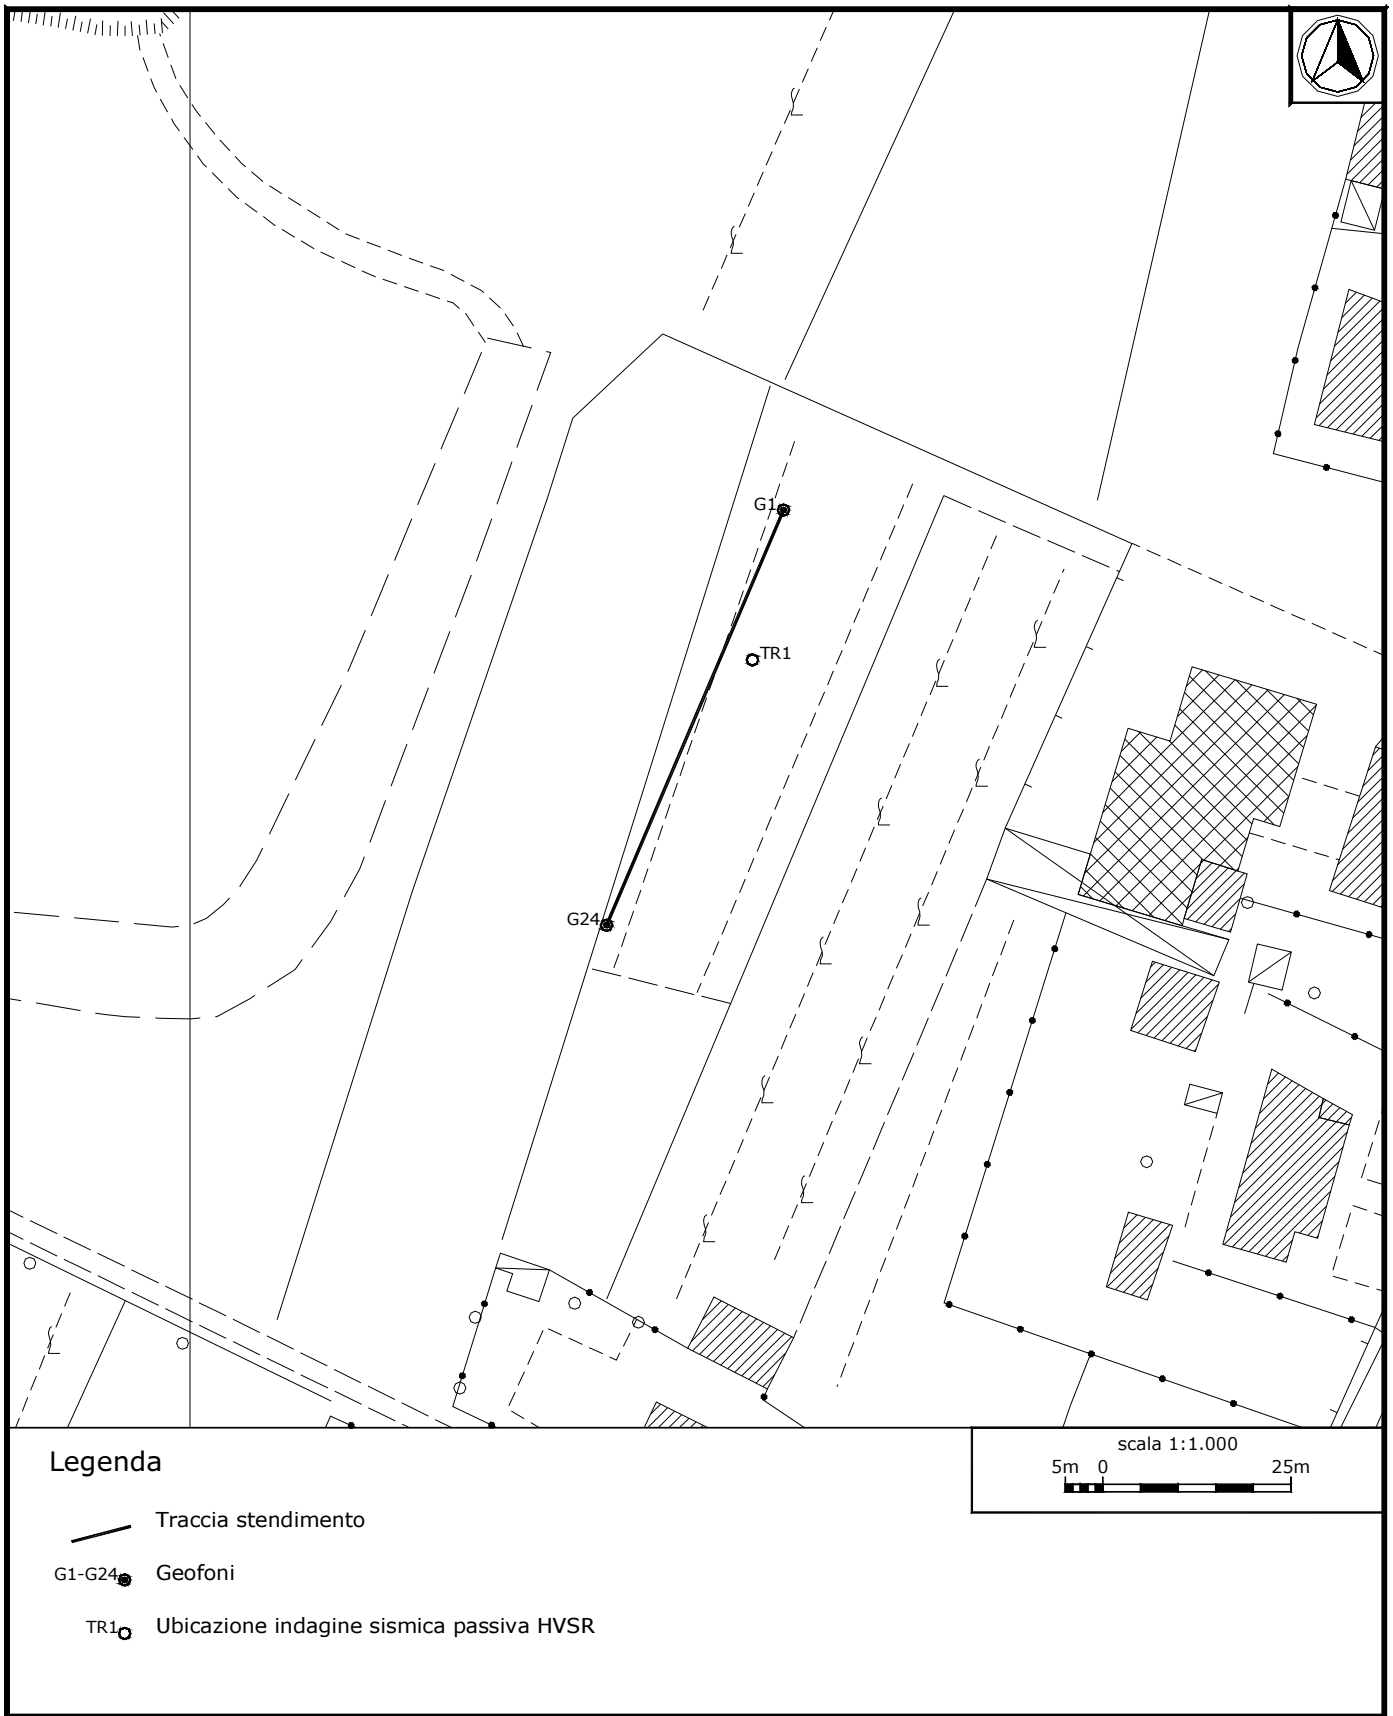 G1
TR1
G24
Legenda
Traccia stendimento
G1-G24 Geofoni
TR1 Ubicazione indagine sismica passiva HVSR
scala 1:1.000
5m 0 25m